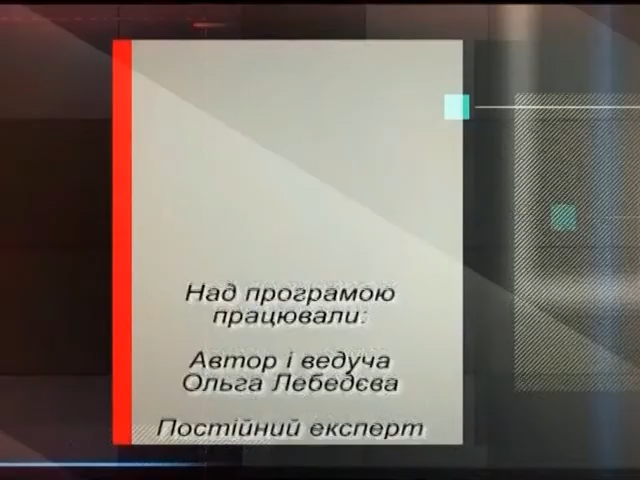 Над програмою
працювали:
Автор і ведуча
Ольга Лебедєва
Постійний експерт